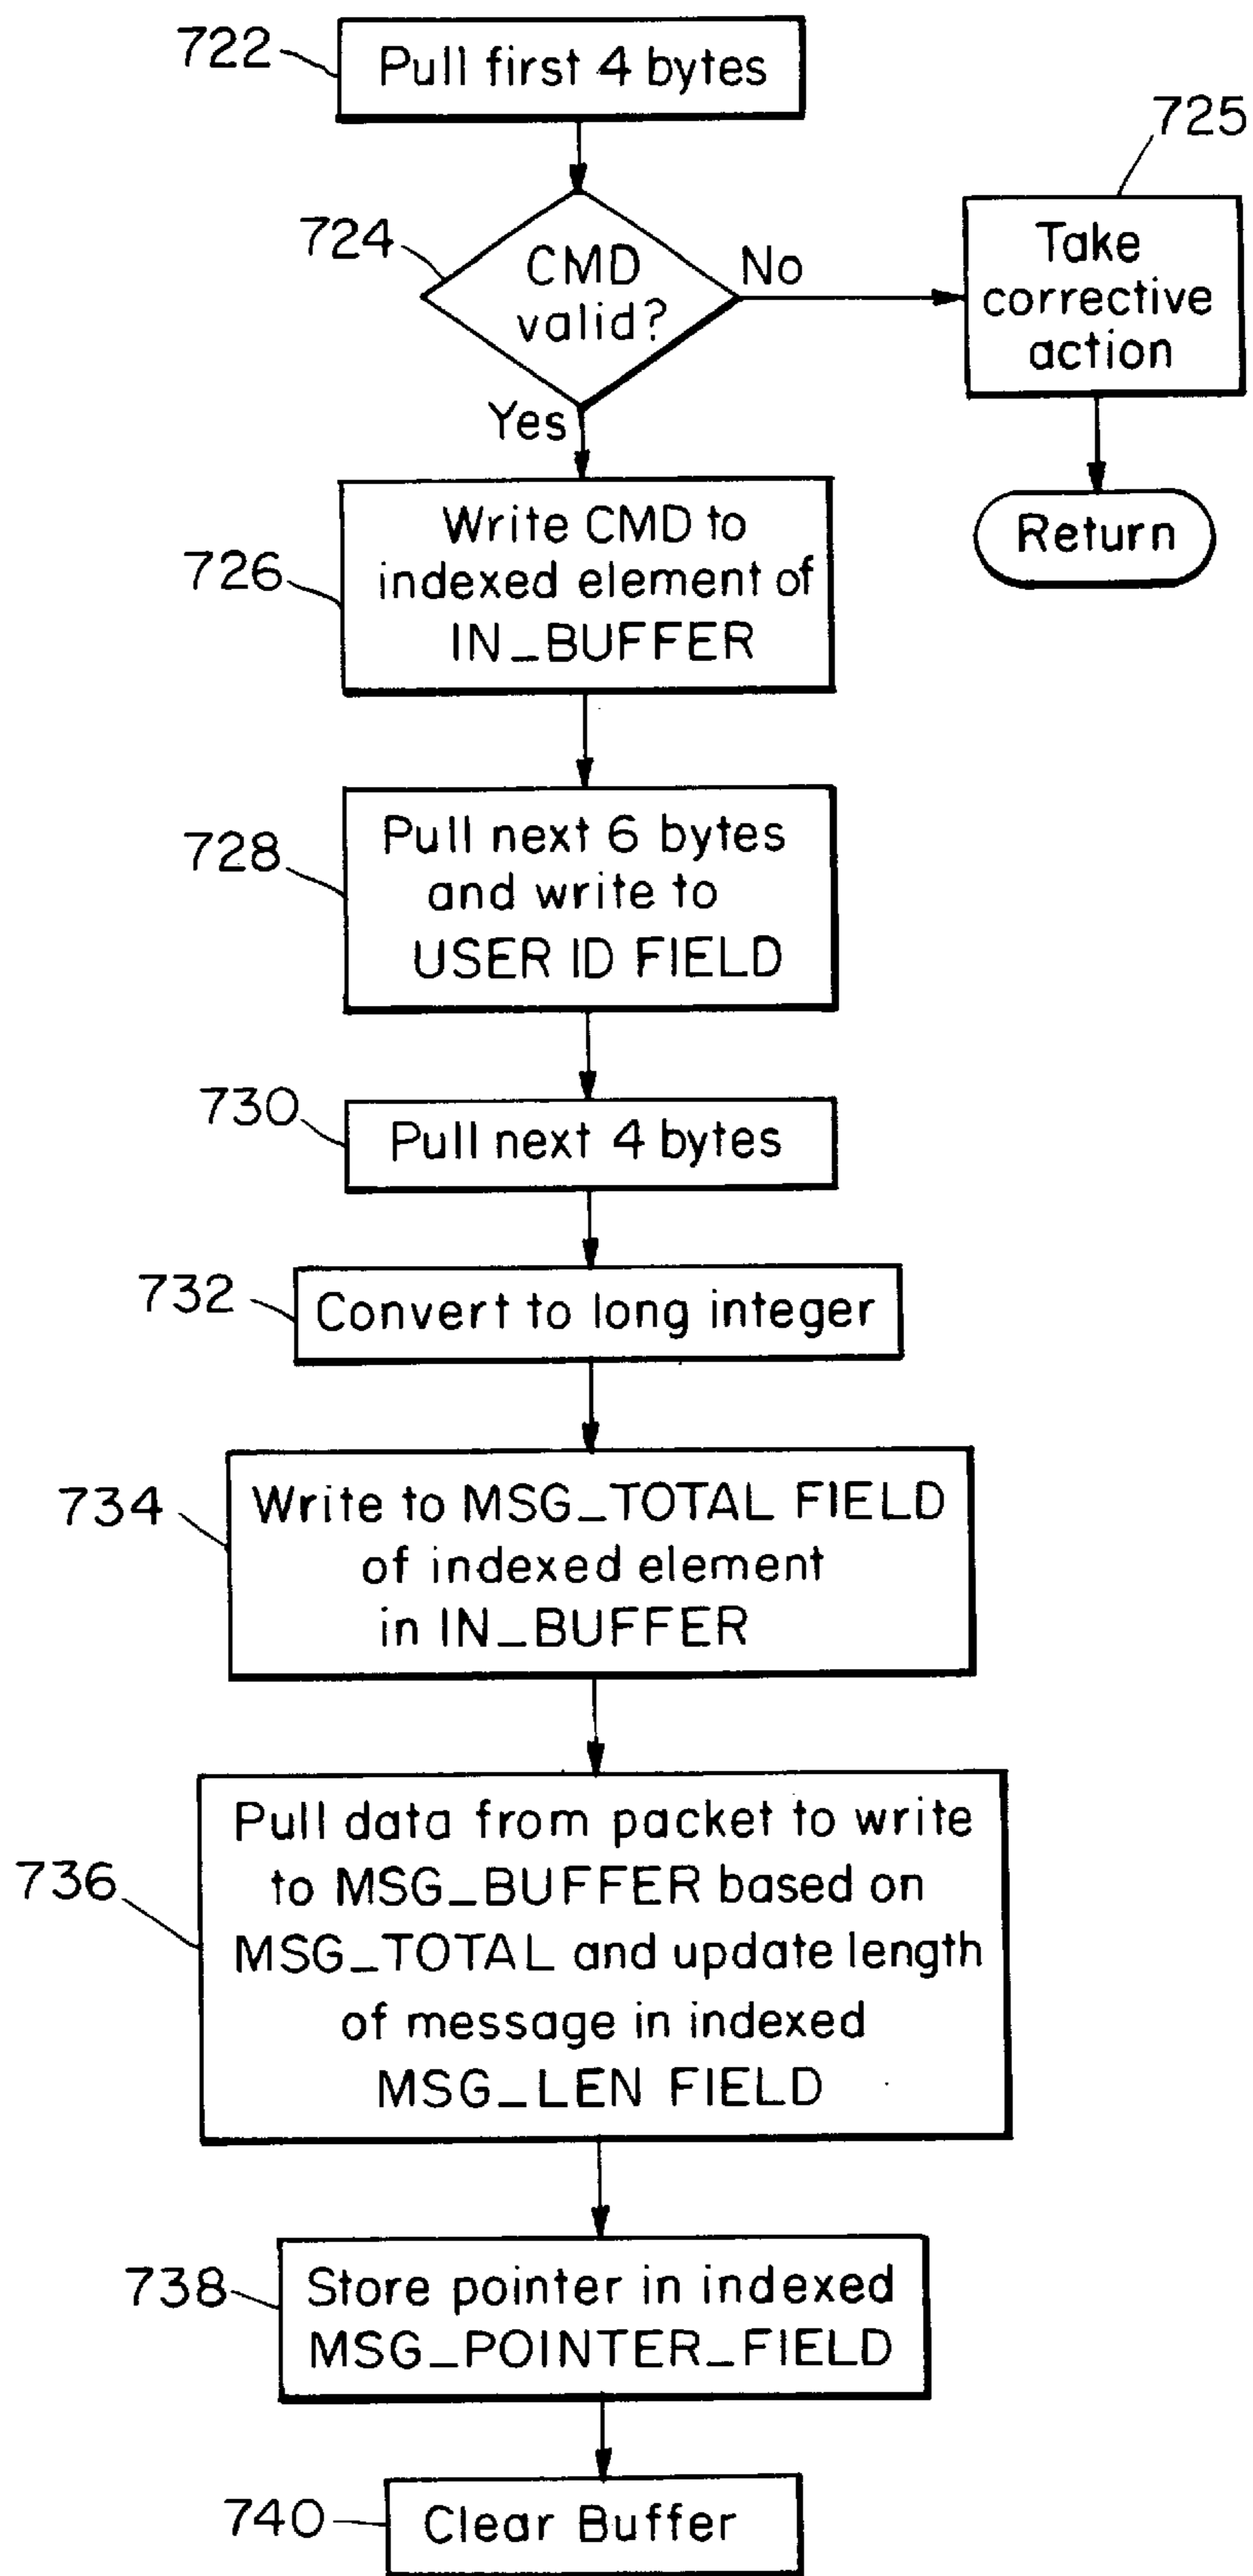 722
Pull first 4 bytes
725
724
CMD
valid?
No
Take
corrective
action
Yes
Return
726
Write CMD to
indexed element of
IN_BUFFER
728
Pull next 6 bytes
and write to
USER ID FIELD
730
Pull next 4 bytes
732
Convert to long integer
734
Write to MSG_TOTAL FIELD
of indexed element
in IN_BUFFER
736
Pull data from packet to write
to MSG_BUFFER based on
MSG_TOTAL and update length
of message in indexed
MSG_LEN FIELD
738
Store pointer in indexed
MSG_POINTER_FIELD
740
Clear Buffer